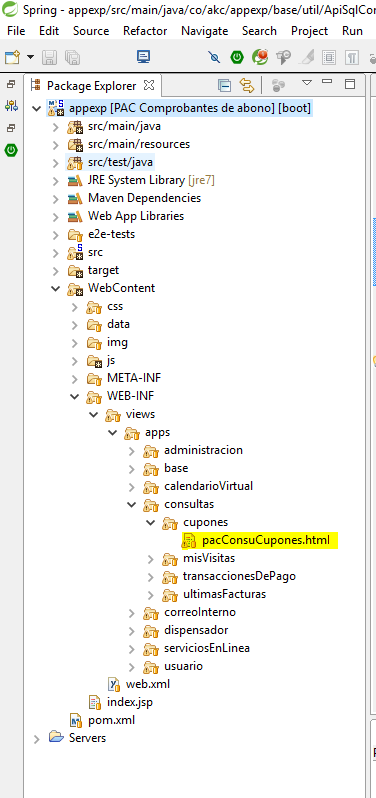 Spring - appexp/src/main/java/co/akc/appexp/base/util/ApiSqlCor
File Edit Source Refactor Navigate Search Project
Package Explorer
appexp [PAC Comprobantes de abono] [boot]
src/main/java
src/main/resources
src/test/java
JRE System Library [jre7]
Maven Dependencies
Web App Libraries
e2e-tests
src
target
WebContent
css
data
img
js
META-INF
WEB-INF
views
apps
administracion
base
calendarioVirtual
consultas
cupones
pacConsuCupones.html
misVisitas
transaccionesDePago
ultimasFacturas
correoInterno
dispensador
serviciosEnLinea
usuario
web.xml
index.jsp
pom.xml
Servers